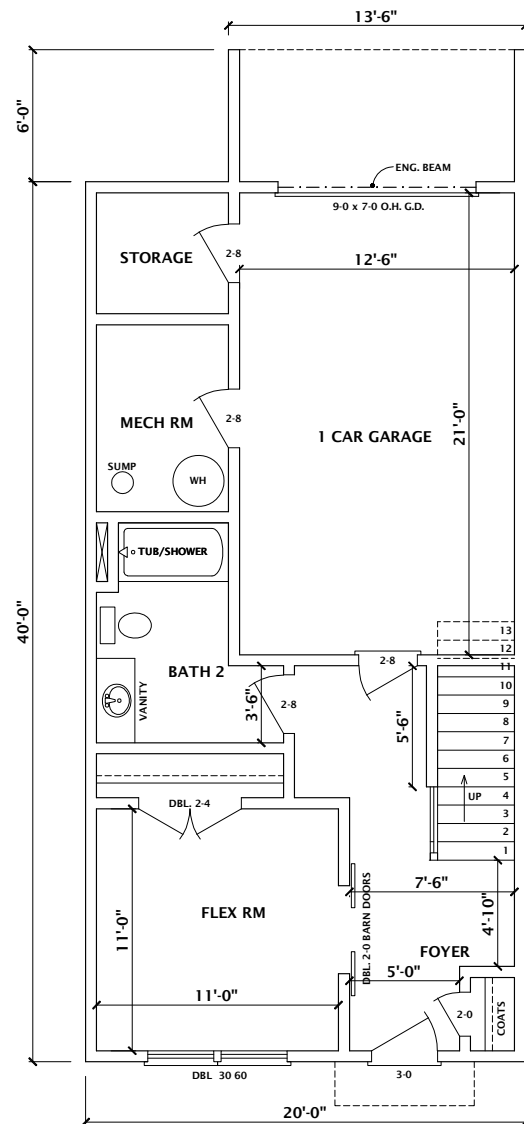 13'-6"
6'-0"
ENG. BEAM
9-0 x 7-0 O.H. G.D.
STORAGE
2-8
12'-6"
MECH RM
2-8
1 CAR GARAGE
21'-0"
SUMP
WH
40'-0"
TUB/SHOWER
13
12
11
10
9
8
7
6
5
4
3
2
1
UP
BATH 2
VANITY
3'-6"
2-8
2-8
5'-6"
DBL. 2-4
FLEX RM
11'-0"
11'-0"
DBL. 2-0 BARN DOORS
7'-6"
4'-10"
FOYER
5'-0"
2-0
COATS
DBL 30 60
3-0
20'-0"